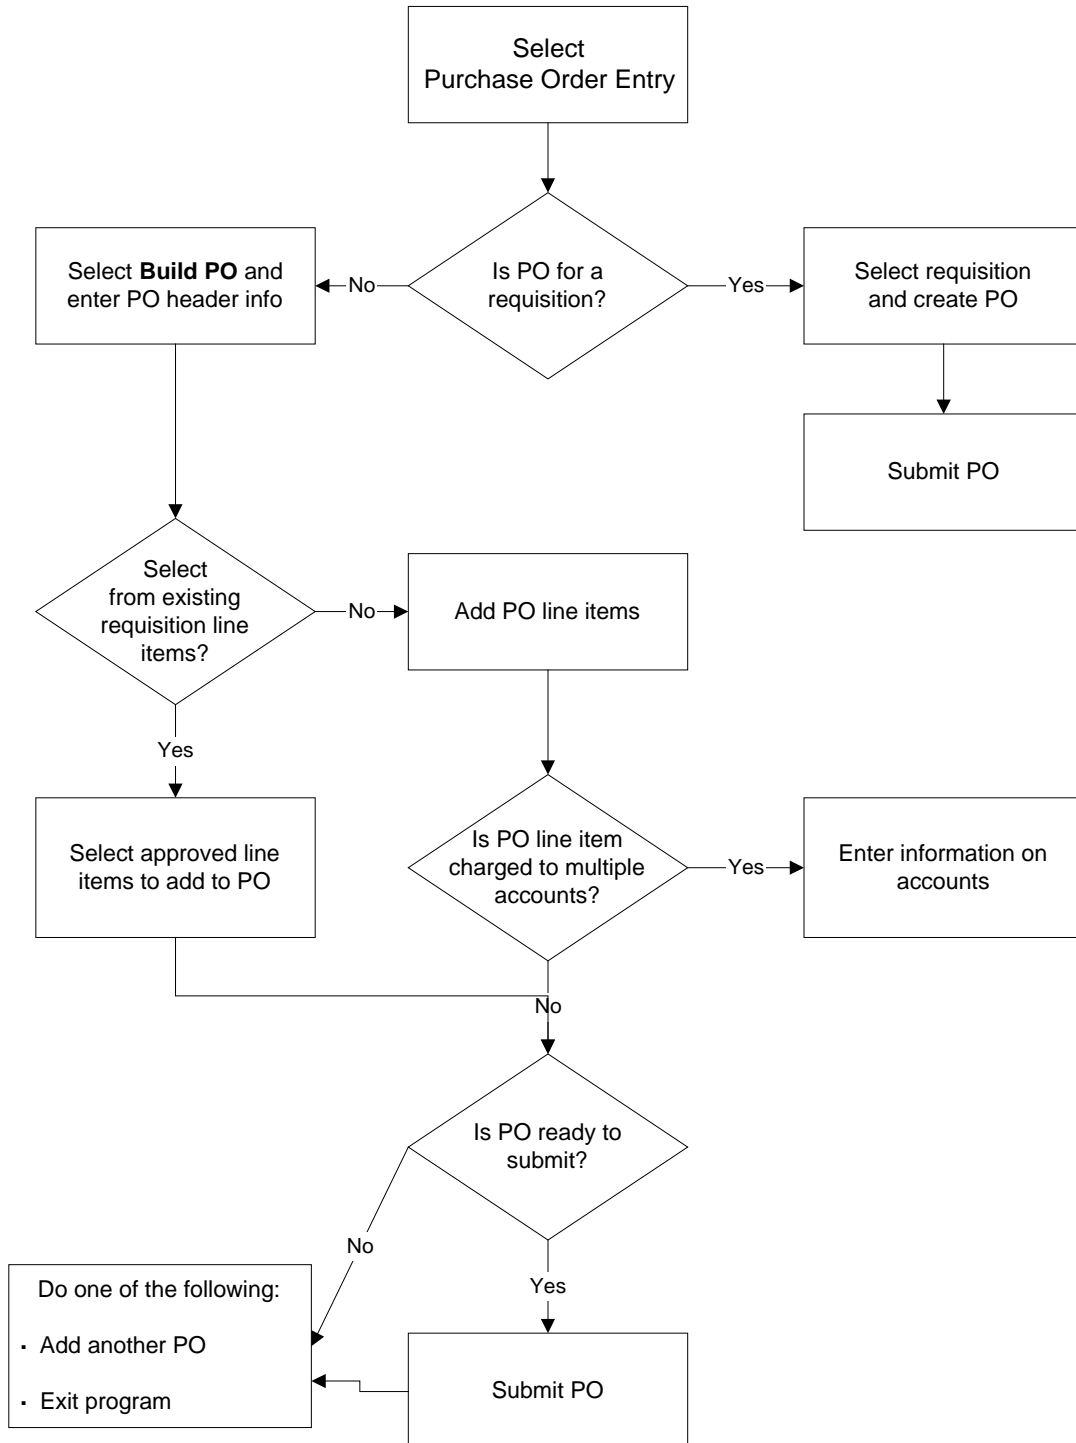 Select
Purchase Order Entry
Select Build PO and
enter PO header info
No
Is PO for a
requisition?
Yes
Select requisition
and create PO
Submit PO
Select
from existing
requisition line
items?
No
Add PO line items
Yes
Select approved line
items to add to PO
Is PO line item
charged to multiple
accounts?
Yes
Enter information on
accounts
No
Is PO ready to
submit?
No
Yes
Do one of the following:
· Add another PO
· Exit program
Submit PO